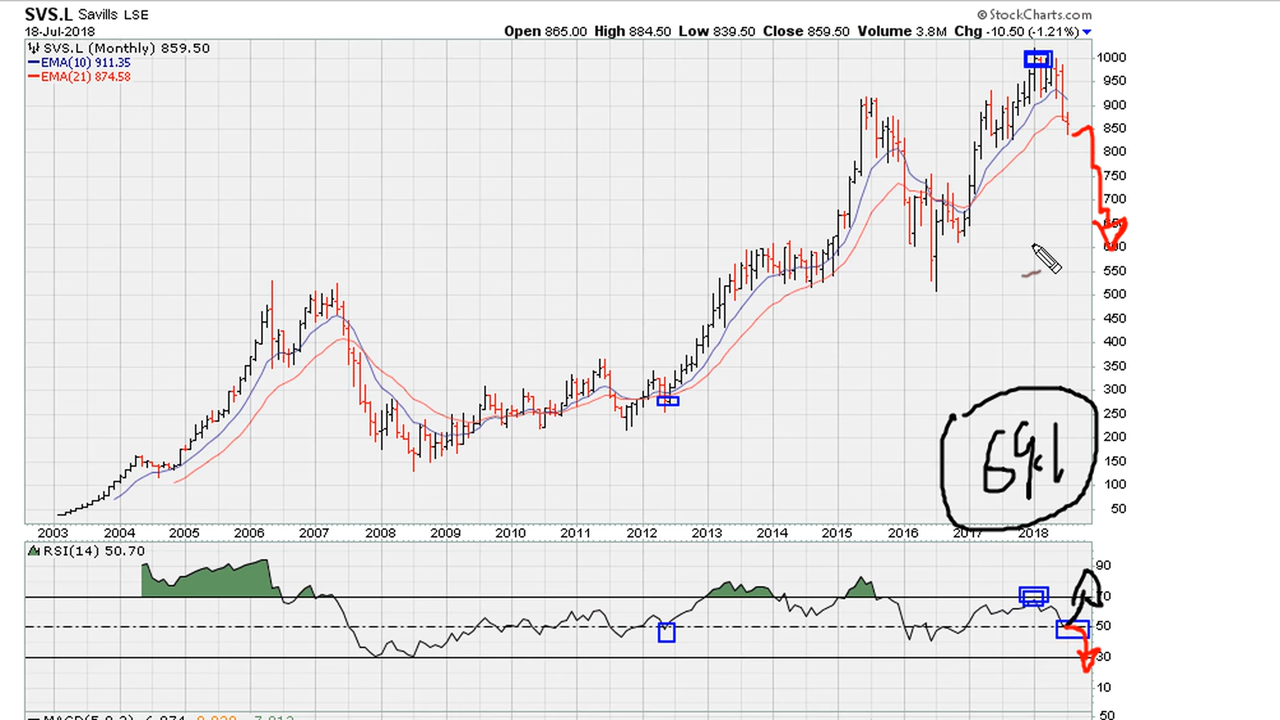 SVS.L Savills LSE
© StockCharts.com
18-Jul-2018
Open 865.00 High 884.50 Low 839.50 Close 859.50 Volume 3.8M Chg -10.50 (-1.21%)
SVS.L (Monthly) 859.50
EMA(10) 911.35
EMA(21) 874.58
1000
950
900
850
800
750
700
600
550
500
450
400
350
300
250
200
150
100
50
2003 2004 2005 2006 2007 2008 2009 2010 2011 2012 2013 2014 2015 2016 2017 2018
RSI(14) 50.70
90
70
50
30
10
50